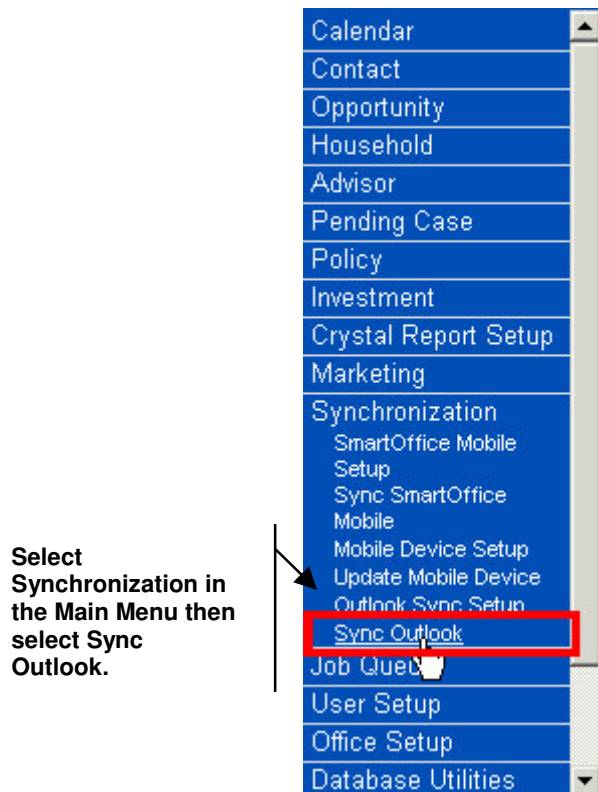 Calendar
Contact
Opportunity
Household
Advisor
Pending Case
Policy
Investment
Crystal Report Setup
Marketing
Synchronization
SmartOffice Mobile
Setup
Sync SmartOffice
Mobile
Mobile Device Setup
Update Mobile Device
Outlook Sync Setup
Sync Outlook
Job Queue
User Setup
Office Setup
Database Utilities
Select
Synchronization in
the Main Menu then
select Sync
Outlook.